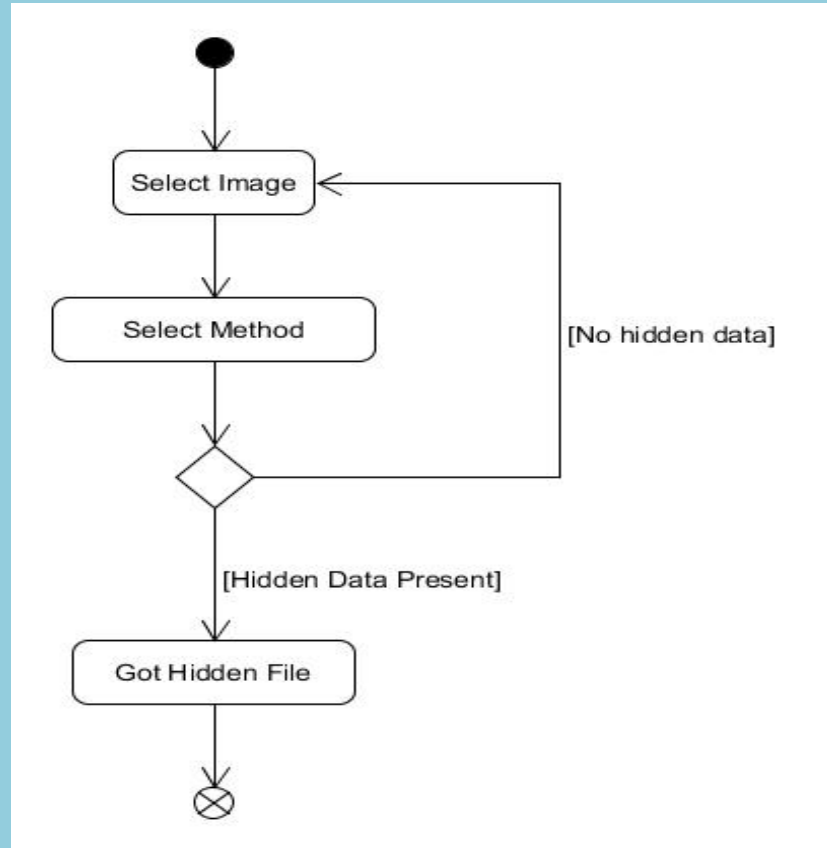 Select Image
Select Method
[No hidden data]
[Hidden Data Present]
Got Hidden File